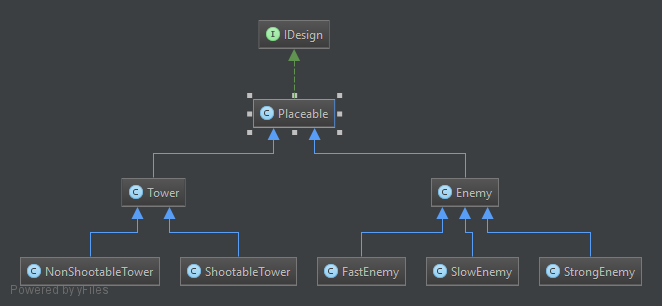 I IDesign
C Placeable
C Tower
C Enemy
C NonShootableTower
C ShootableTower
C FastEnemy
C SlowEnemy
C StrongEnemy
Powered by yFiles